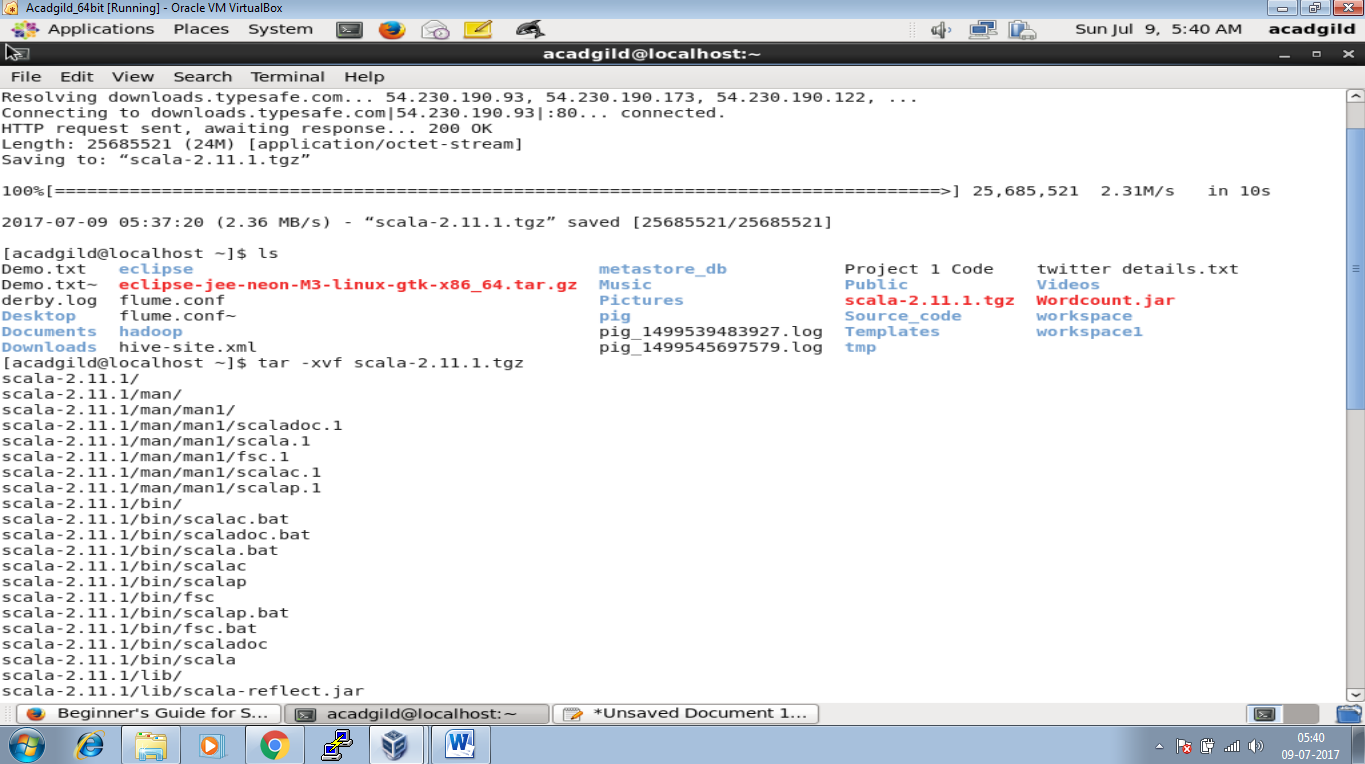 Acadgild_64bit [Running] - Oracle VM VirtualBox
Applications Places System Sun Jul 9, 5:40 AM acadgild
acadgild@localhost:~
File Edit View Search Terminal Help
Resolving downloads.typesafe.com... 54.230.190.93, 54.230.190.173, 54.230.190.122, ...
Connecting to downloads.typesafe.com|54.230.190.93|:80... connected.
HTTP request sent, awaiting response... 200 OK
Length: 25685521 (24M) [application/octet-stream]
Saving to: “scala-2.11.1.tgz”
100%[===================================================================================>] 25,685,521 2.31M/s in 10s
2017-07-09 05:37:20 (2.36 MB/s) - “scala-2.11.1.tgz” saved [25685521/25685521]
[acadgild@localhost ~]$ ls
Demo.txt eclipse metastore_db Project 1 Code twitter details.txt
Demo.txt~ eclipse-jee-neon-M3-linux-gtk-x86_64.tar.gz Music Public Videos
derby.log flume.conf Pictures scala-2.11.1.tgz Wordcount.jar
Desktop flume.conf~ pig Source_code workspace
Documents hadoop pig_1499539483927.log Templates workspace1
Downloads hive-site.xml pig_1499545697579.log tmp
[acadgild@localhost ~]$ tar -xvf scala-2.11.1.tgz
scala-2.11.1/
scala-2.11.1/man/
scala-2.11.1/man/man1/
scala-2.11.1/man/man1/scaladoc.1
scala-2.11.1/man/man1/scala.1
scala-2.11.1/man/man1/fsc.1
scala-2.11.1/man/man1/scalac.1
scala-2.11.1/man/man1/scalap.1
scala-2.11.1/bin/
scala-2.11.1/bin/scalac.bat
scala-2.11.1/bin/scaladoc.bat
scala-2.11.1/bin/scala.bat
scala-2.11.1/bin/scalac
scala-2.11.1/bin/scalap
scala-2.11.1/bin/fsc
scala-2.11.1/bin/scalap.bat
scala-2.11.1/bin/fsc.bat
scala-2.11.1/bin/scaladoc
scala-2.11.1/bin/scala
scala-2.11.1/lib/
scala-2.11.1/lib/scala-reflect.jar
Beginner's Guide for S... acadgild@localhost:~ *Unsaved Document 1...
05:40
09-07-2017